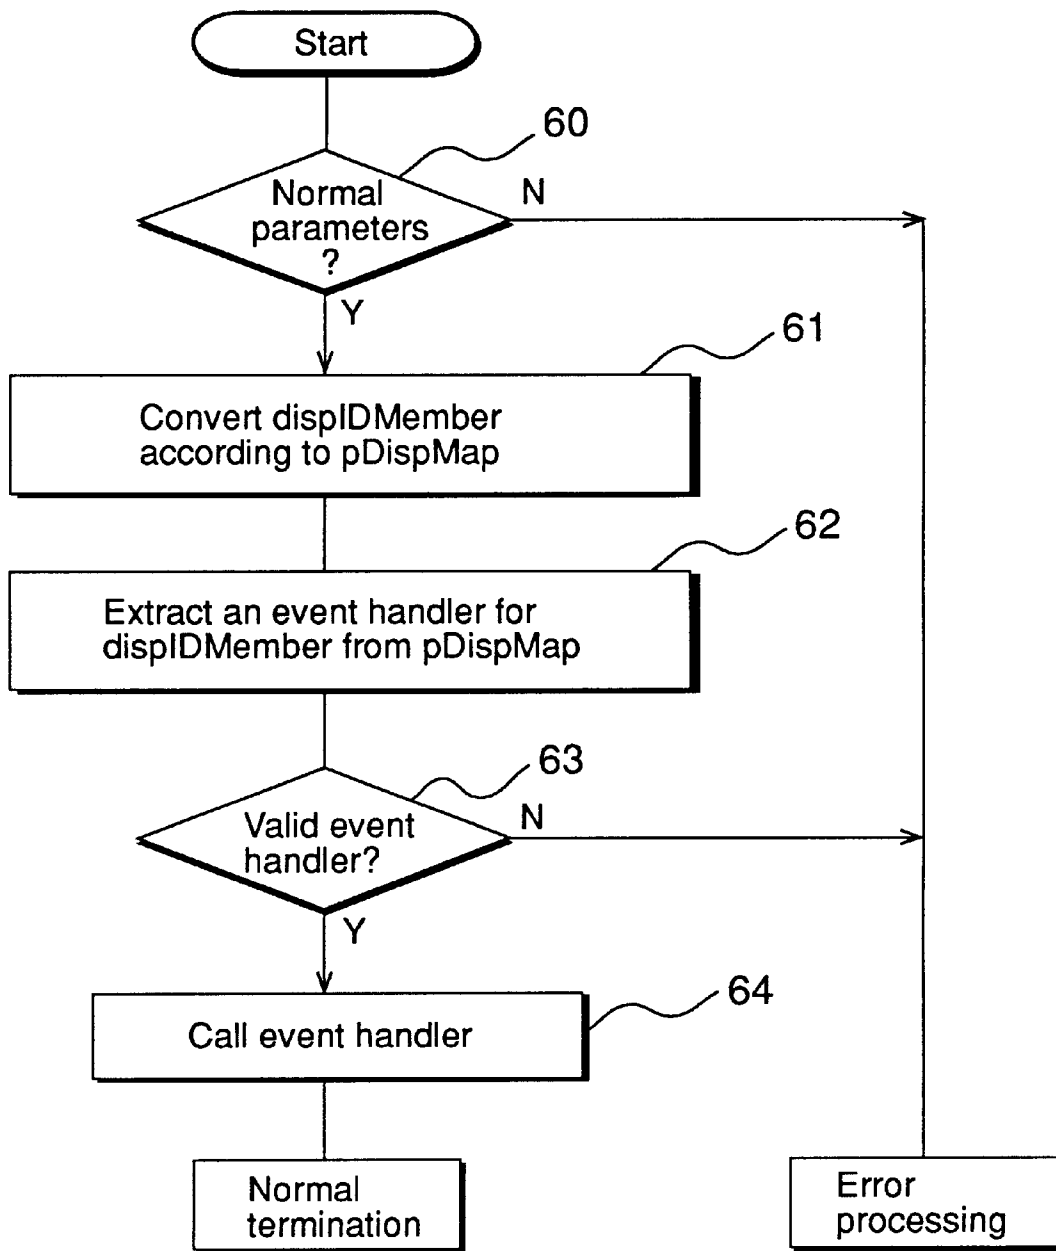 Start
60
Normal
parameters
?
N
Y
61
Convert dispIDMember
according to pDispMap
62
Extract an event handler for
dispIDMember from pDispMap
63
Valid event
handler?
N
Y
64
Call event handler
Normal
termination
Error
processing